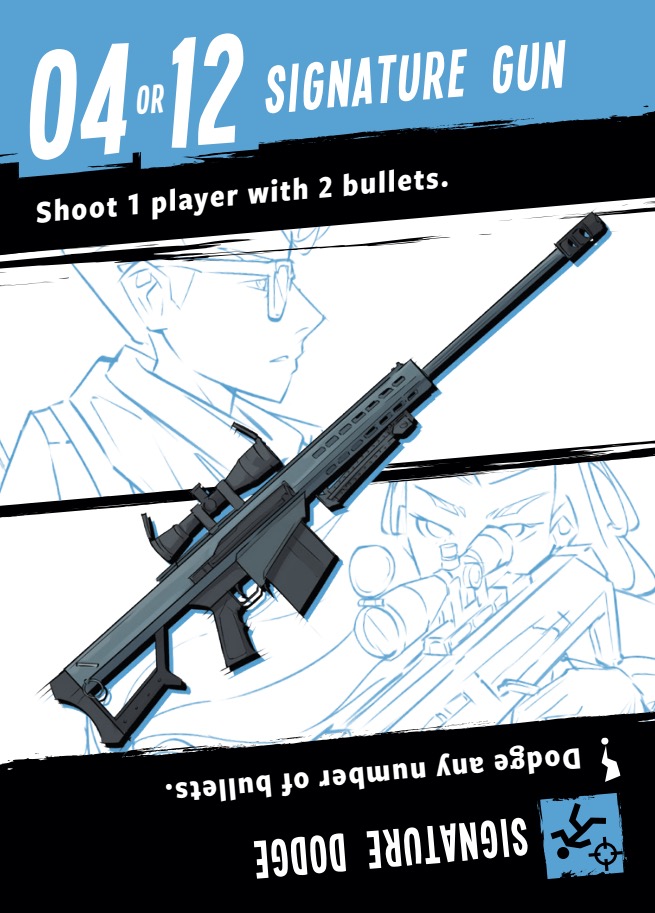 04 OR 12 SIGNATURE GUN
Shoot 1 player with 2 bullets.
Dodge any number of bullets.
SIGNATURE DODGE